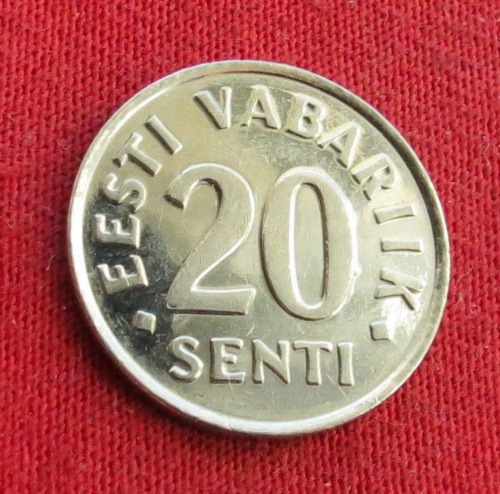 · EESTI VABARIIK ·
20
SENTI